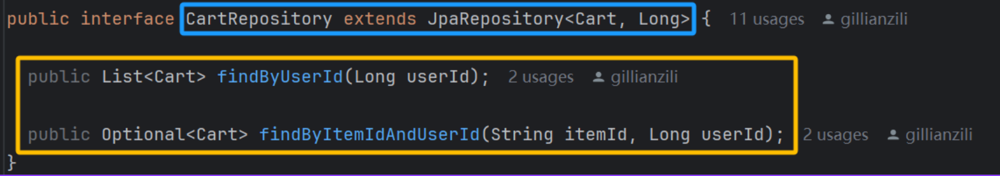 public interface CartRepository extends JpaRepository<Cart, Long> { 11 usages gillianzili
public List<Cart> findByUserId(Long userId); 2 usages gillianzili
public Optional<Cart> findByItemIdAndUserId(String itemId, Long userId); 2 usages gillianzili
}